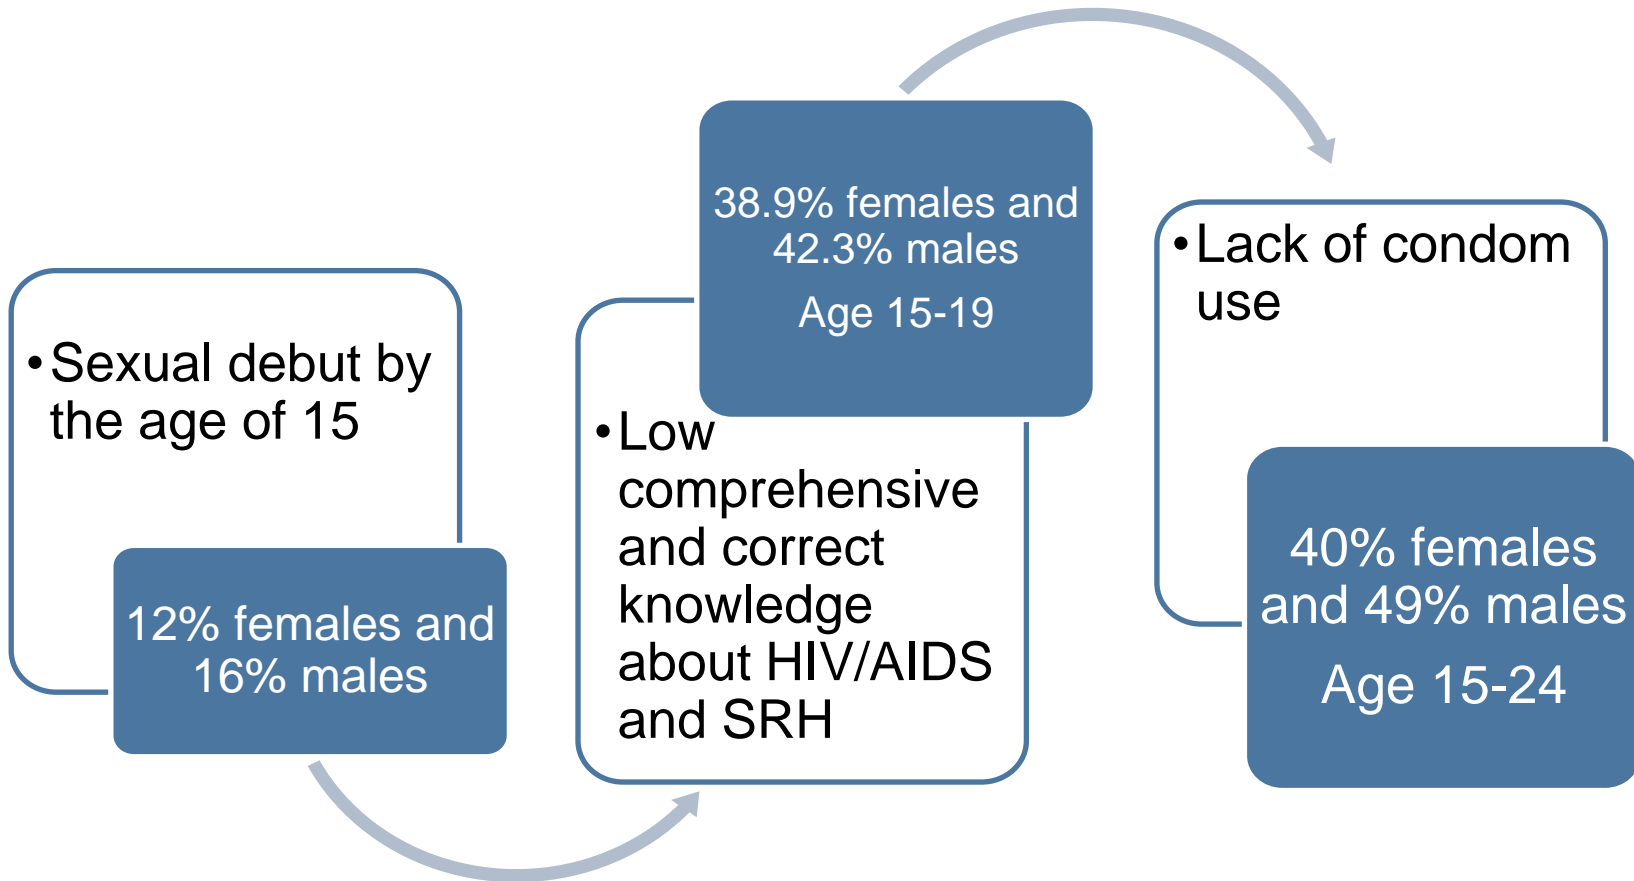 •Sexual debut by
the age of 15
12% females and
16% males
38.9% females and
42.3% males
Age 15-19
•Low
comprehensive
and correct
knowledge
about HIV/AIDS
and SRH
•Lack of condom
use
40% females
and 49% males
Age 15-24